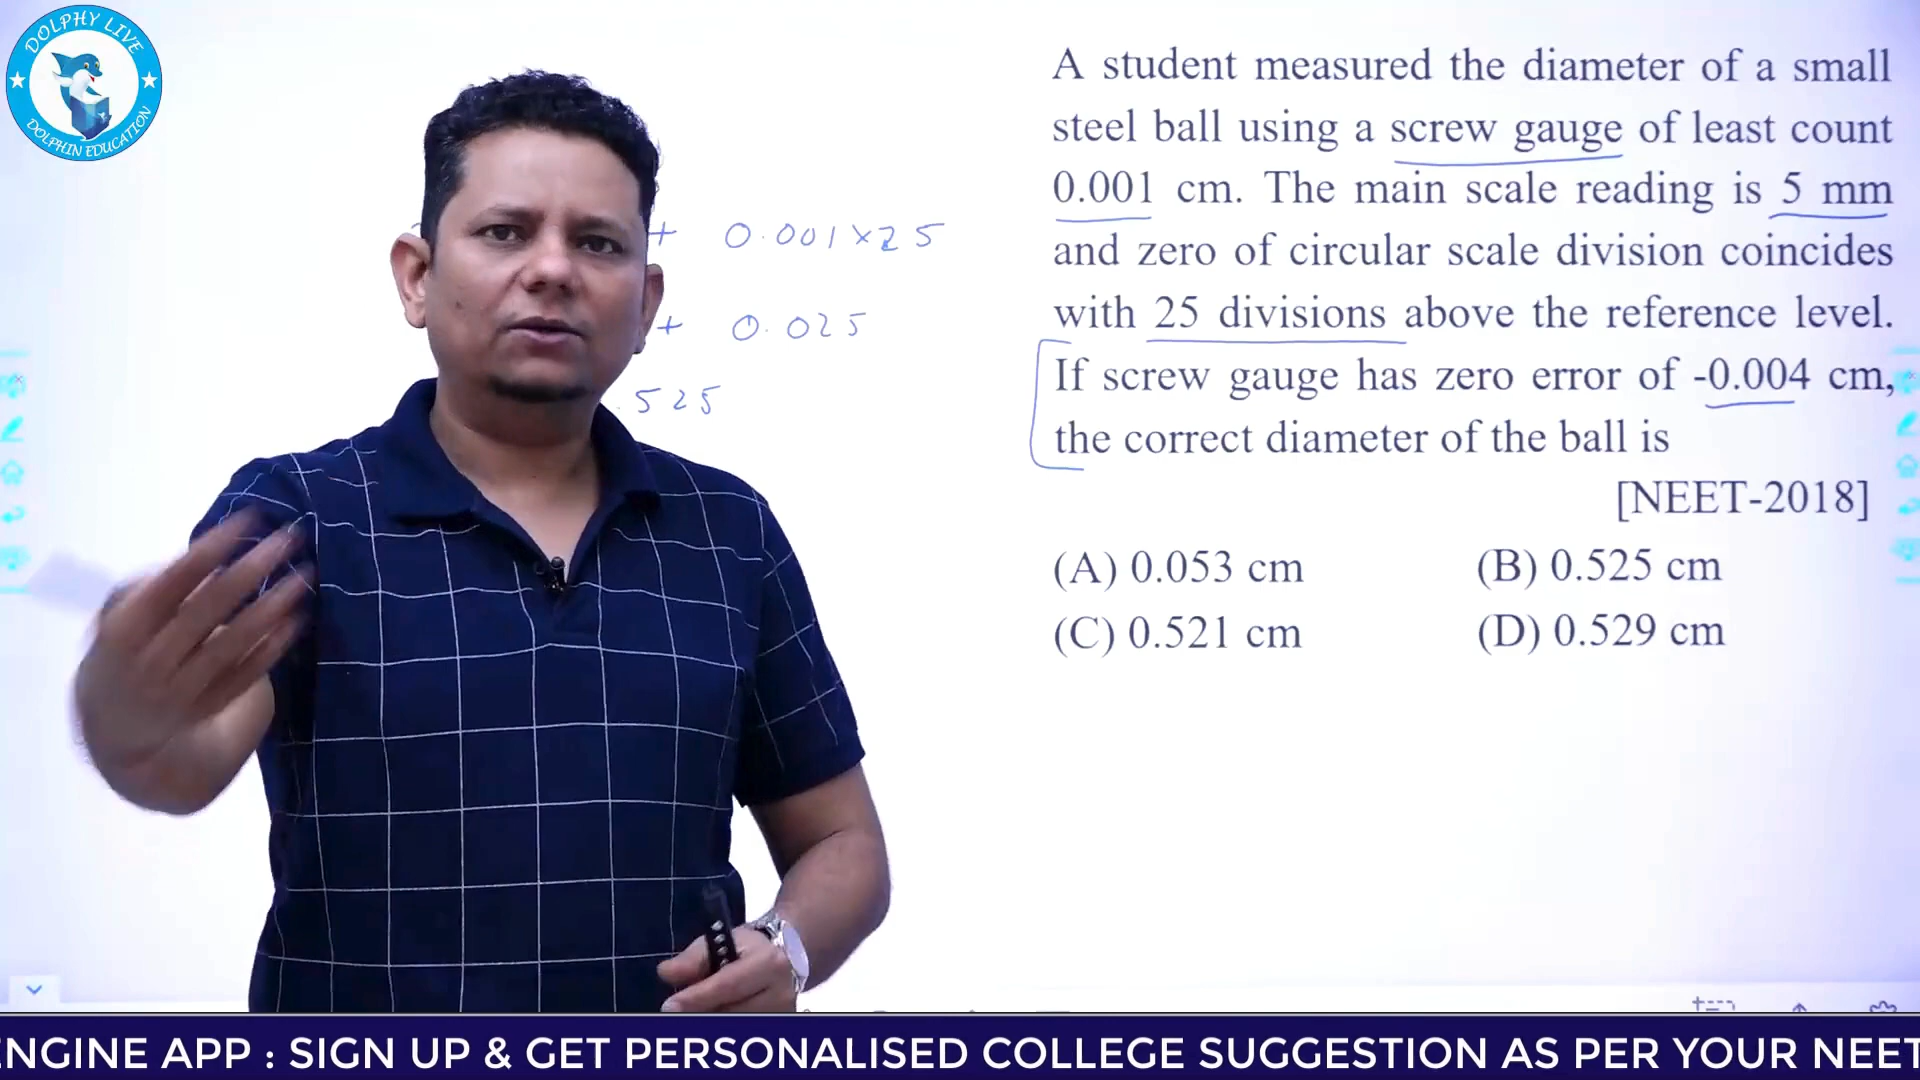 DOLPHY LIVE
DOLPHIN EDUCATION
A student measured the diameter of a small
steel ball using a screw gauge of least count
0.001 cm. The main scale reading is 5 mm
and zero of circular scale division coincides
with 25 divisions above the reference level.
If screw gauge has zero error of -0.004 cm,
the correct diameter of the ball is
[NEET-2018]
(A) 0.053 cm (B) 0.525 cm
(C) 0.521 cm (D) 0.529 cm
+ 0.001×25
+ 0.025
.525
ENGINE APP : SIGN UP & GET PERSONALISED COLLEGE SUGGESTION AS PER YOUR NEET